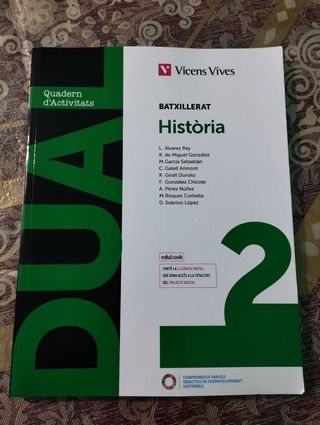 DUAL
Quadern
d'Activitats
Vicens Vives
BATXILLERAT
Història
L. Álvarez Rey
R. de Miguel González
M. García Sebastián
C. Gatell Arimont
R. Giralt Donato
F. González Chicote
A. Pérez Núñez
M. Risques Corbella
D. Sobrino López
edubook
CONTÉ LA LLICÈNCIA DIGITAL
QUE DONA ACCÉS A LA TOTALITAT
DEL PROJECTE DIGITAL
2
COMPROMESOS AMB ELS
OBJECTIUS DE DESENVOLUPAMENT
SOSTENIBLE